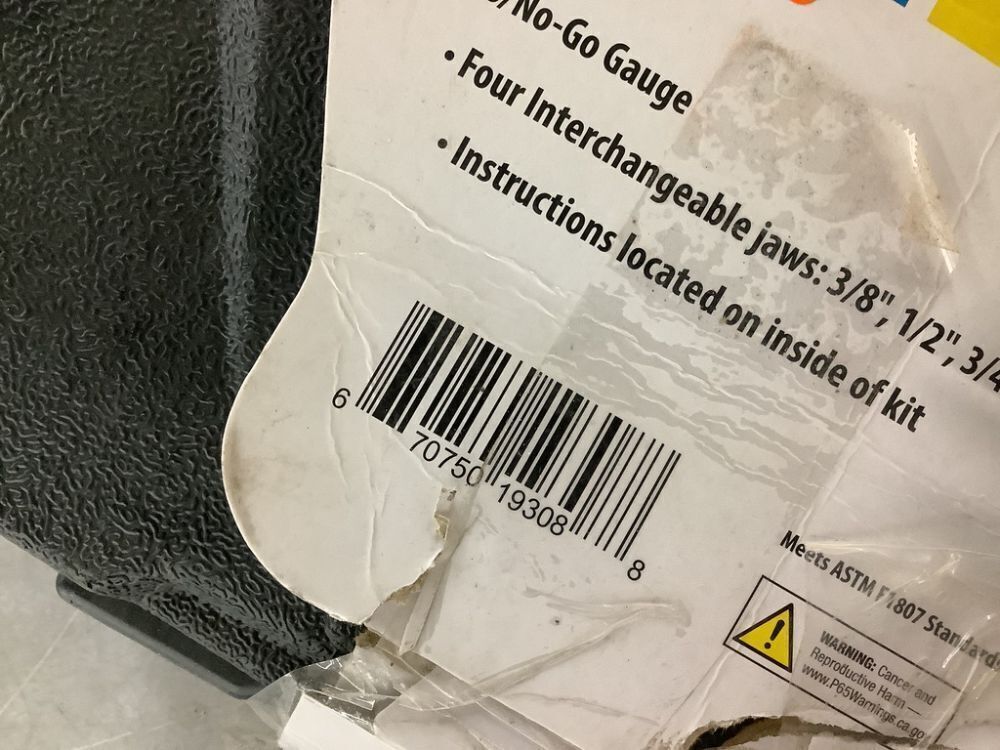 /No-Go Gauge
• Four Interchangeable jaws: 3/8", 1/2", 3/4
• Instructions located on inside of kit
6 70750 19308 8
Meets ASTM F1807 Standard
WARNING: Cancer and
Reproductive Harm —
www.P65Warnings.ca.go